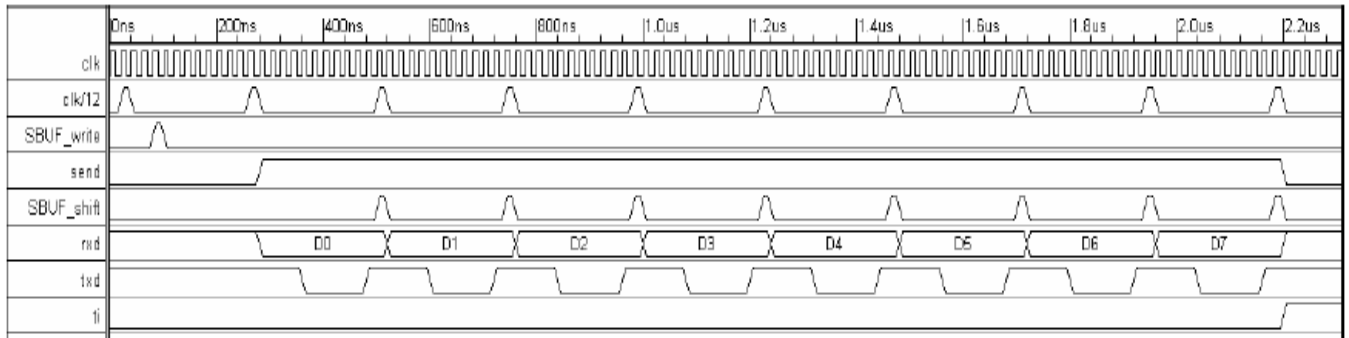 0ns 200ns 400ns 600ns 800ns 1.0us 1.2us 1.4us 1.6us 1.8us 2.0us 2.2us
clk
clk/12
SBUF_write
send
SBUF_shift
rxd D0 D1 D2 D3 D4 D5 D6 D7
txd
ti